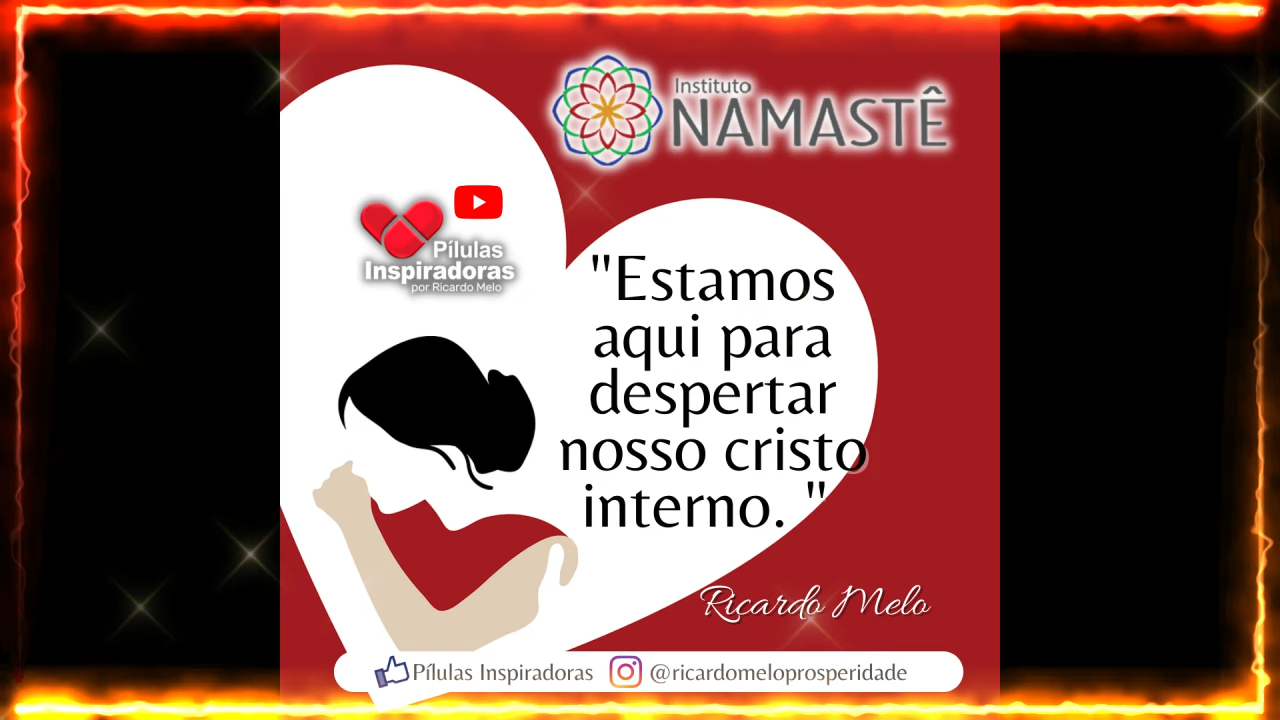 Instituto
NAMASTÊ
Pílulas
Inspiradoras
por Ricardo Melo
"Estamos
aqui para
despertar
nosso cristo
interno. "
Ricardo Melo
Pílulas Inspiradoras @ricardomeloprosperidade